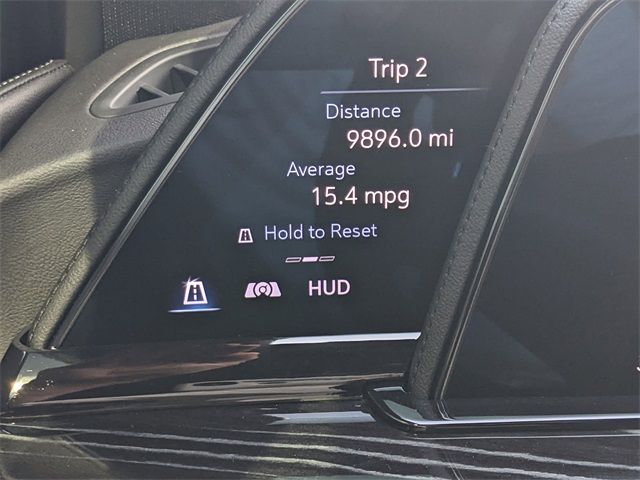 Trip 2
Distance
9896.0 mi
Average
15.4 mpg
Hold to Reset
HUD